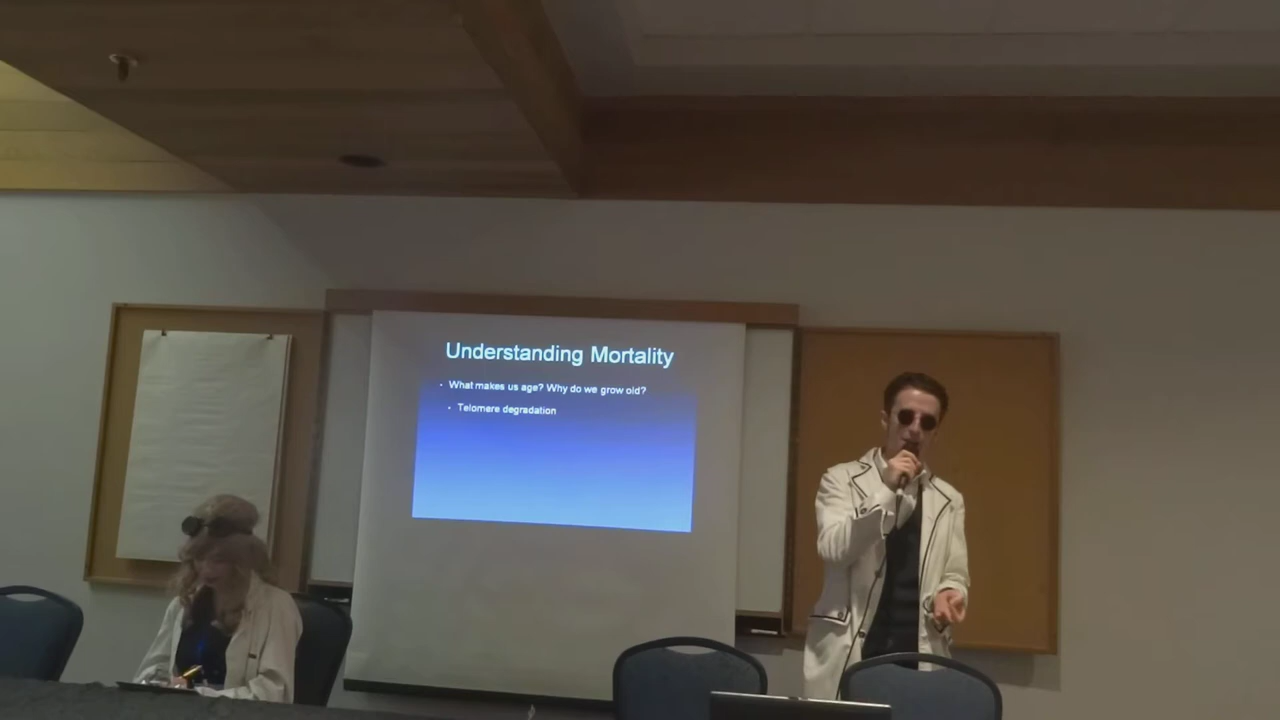 Understanding Mortality
What makes us age? Why do we grow old?
Telomere degradation